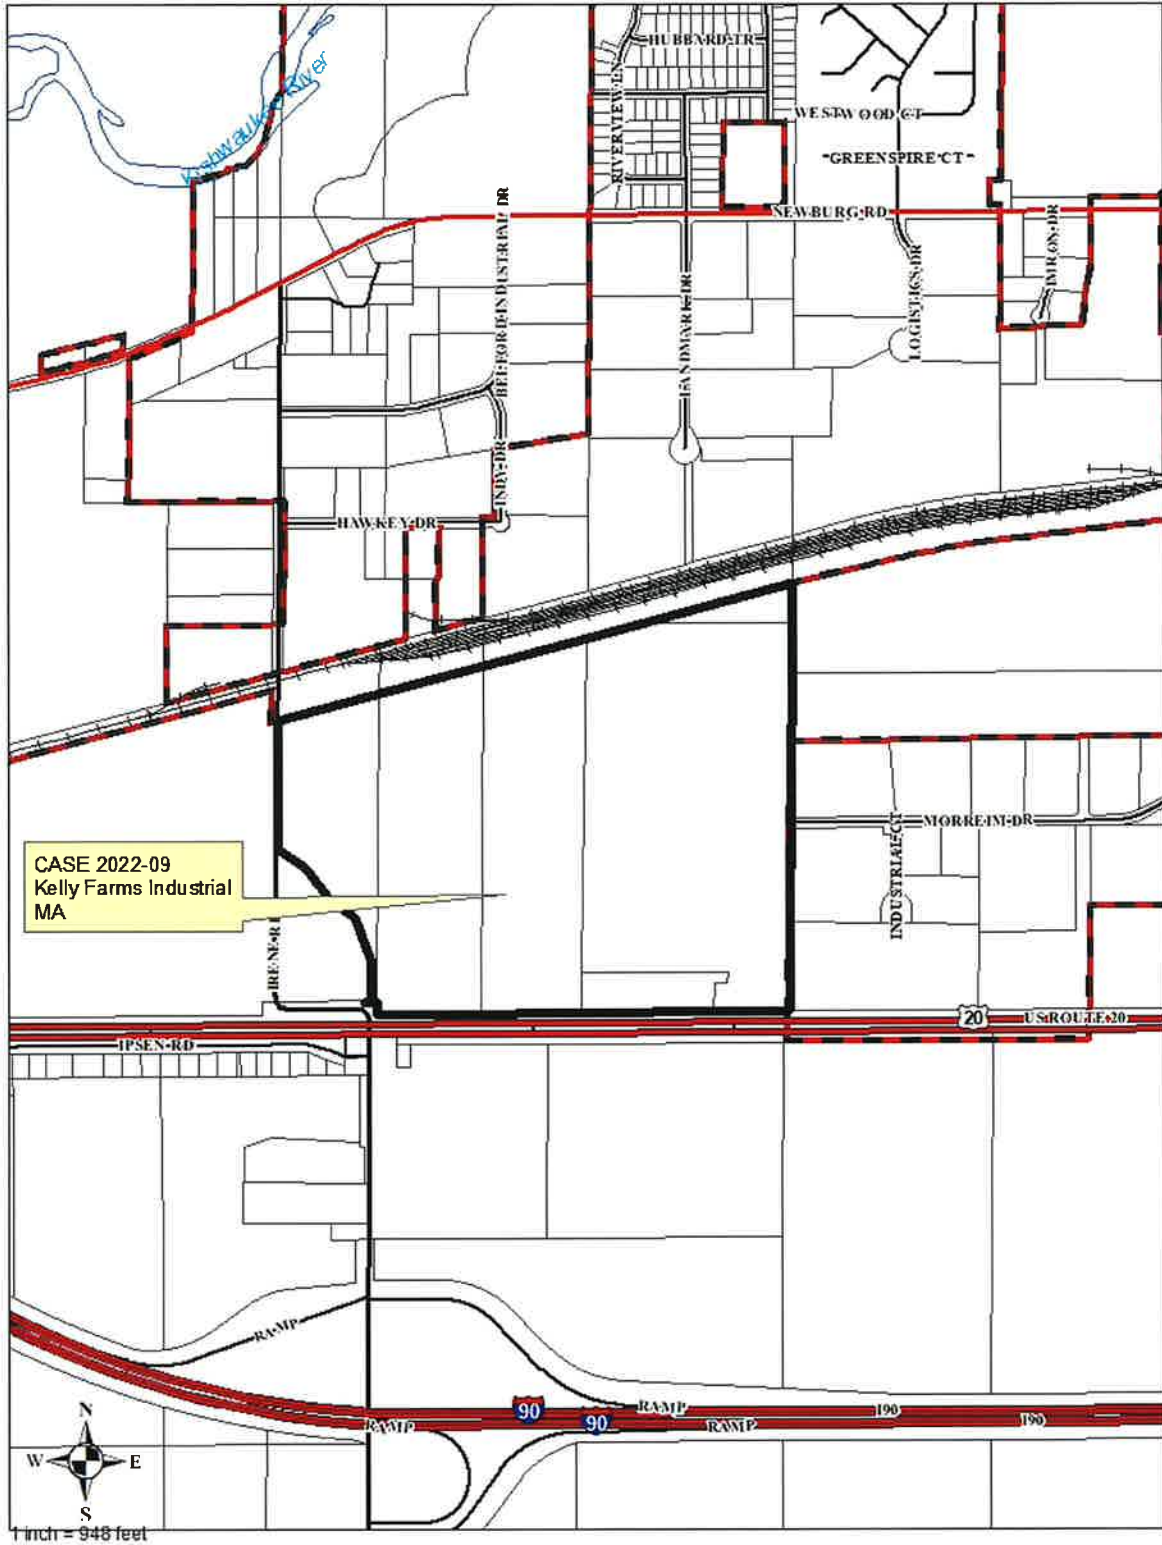 HUBBARD TR
RIVERVIEW LN
WESTWOOD CT
GREENSPIRE CT
Kishwaukee River
NEWBURG RD
BELFORD INDUSTRIAL DR
LANDMARK DR
LOGISTICS DR
IMRON DR
INDY DR
HAWKEY DR
MORREIM DR
INDUSTRIAL CT
CASE 2022-09
Kelly Farms Industrial
MA
IRENE R
20
US ROUTE 20
IPSEN RD
RAMP
90
90
RAMP
RAMP
RAMP
I90
I90
N
W
E
S
1 inch = 948 feet